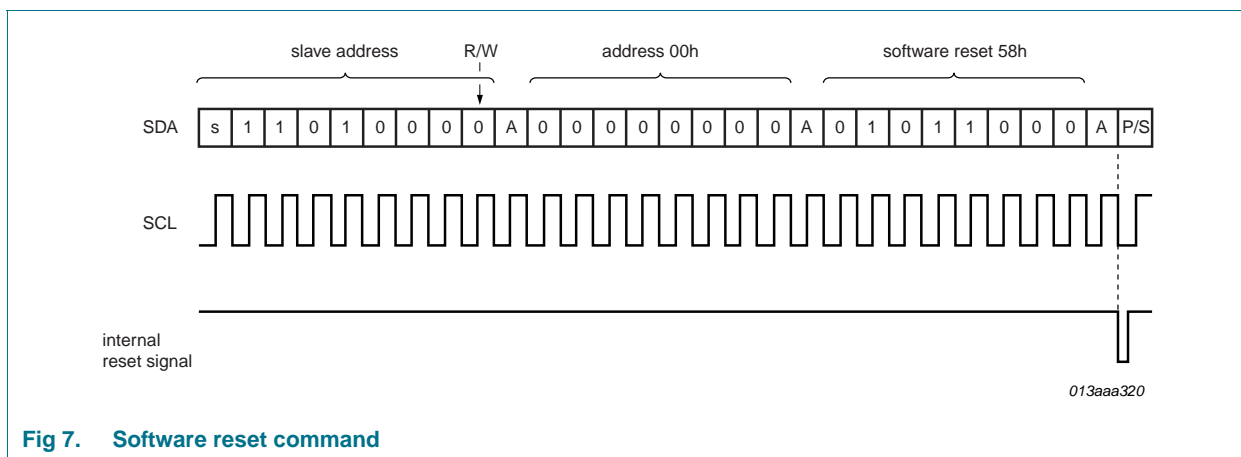 slave address R/W address 00h software reset 58h
SDA s 1 1 0 1 0 0 0 0 A 0 0 0 0 0 0 0 0 A 0 1 0 1 1 0 0 0 A P/S
SCL
internal
reset signal
013aaa320
Fig 7. Software reset command